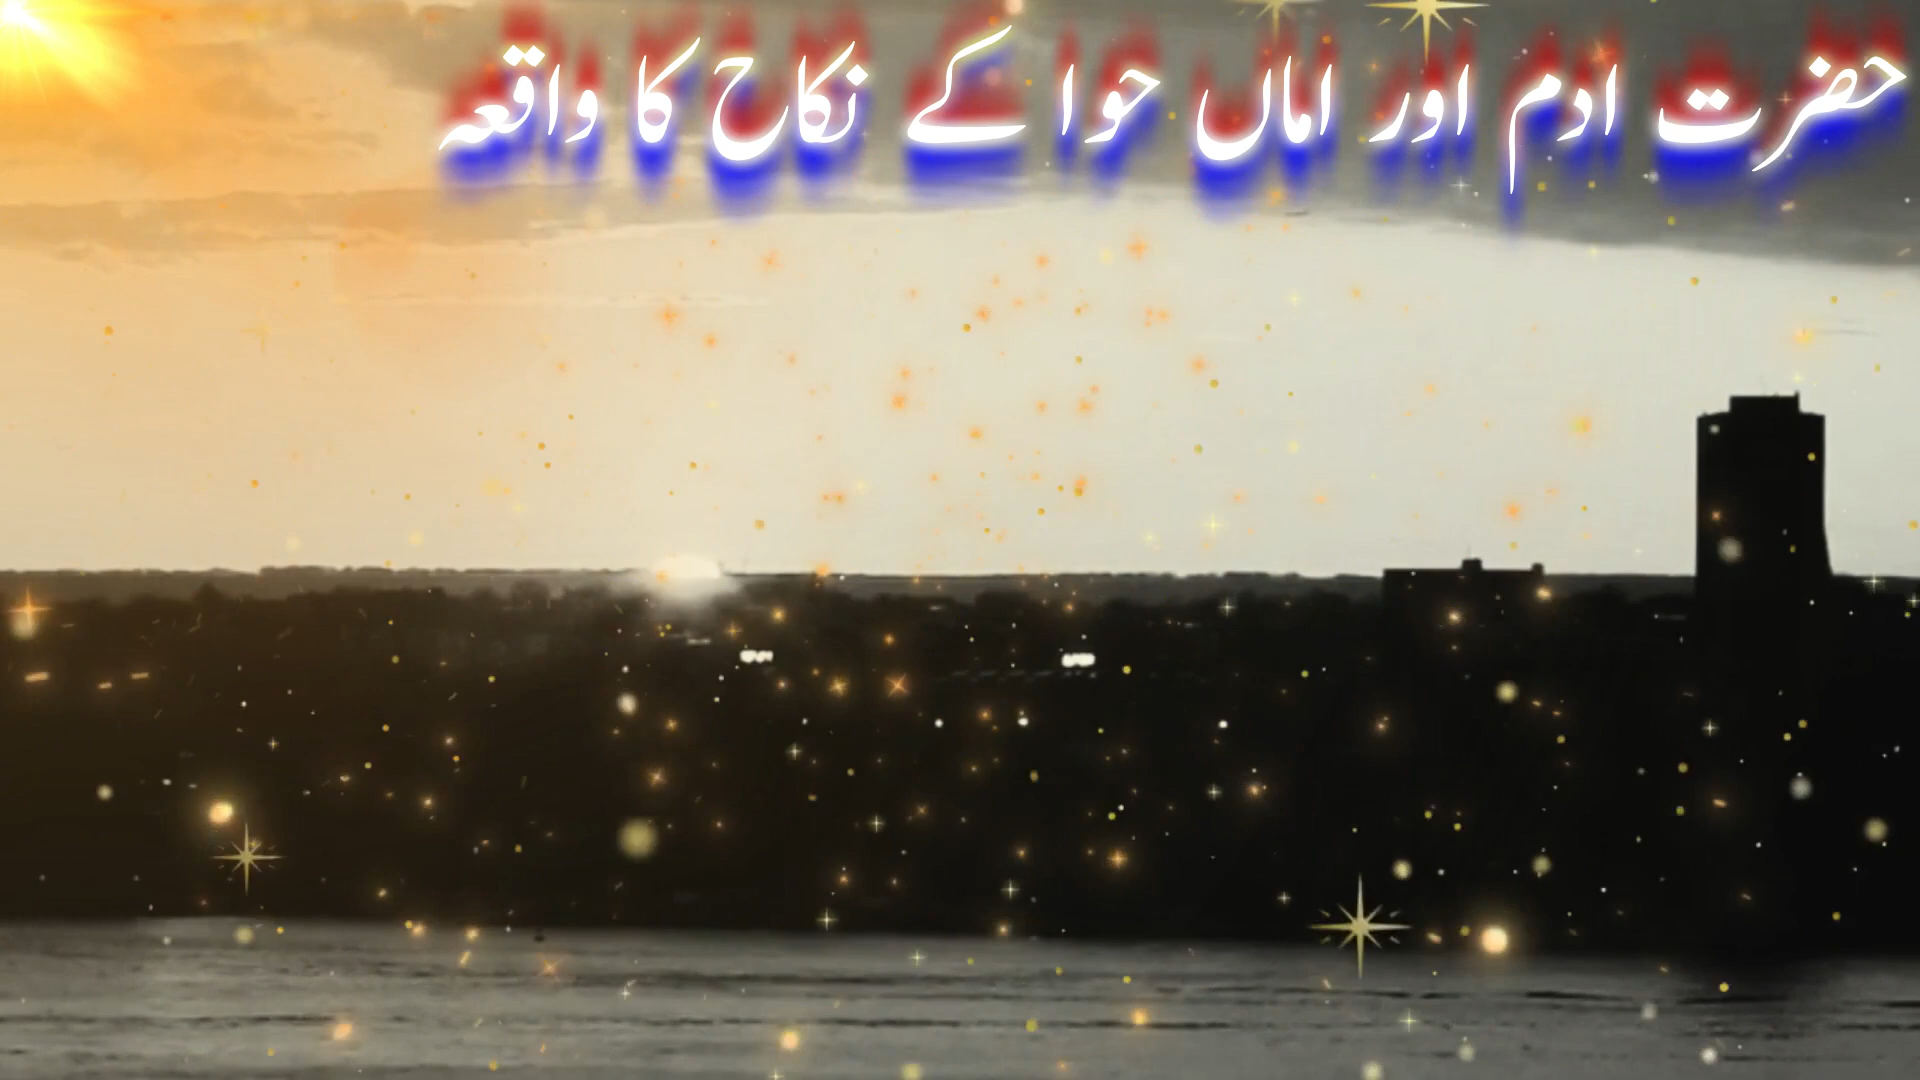 حضرت ادم اور اماں حوا کے نکاح کا واقعہ